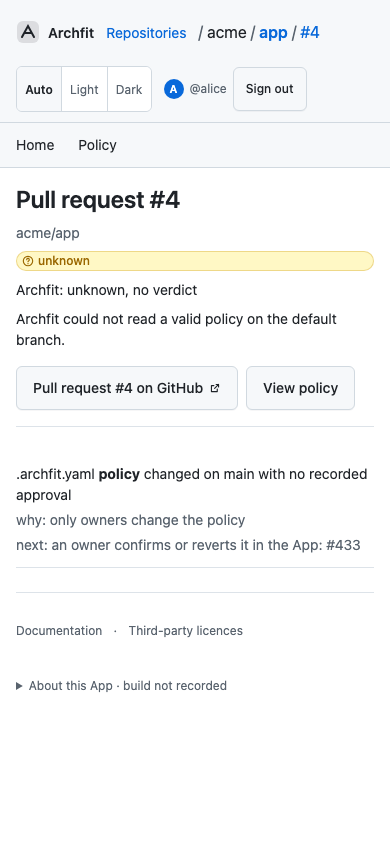 A Archfit Repositories / acme / app / #4
Auto Light Dark A @alice Sign out
Home Policy
Pull request #4
acme/app
unknown
Archfit: unknown, no verdict
Archfit could not read a valid policy on the default
branch.
Pull request #4 on GitHub View policy
.archfit.yaml policy changed on main with no recorded
approval
why: only owners change the policy
next: an owner confirms or reverts it in the App: #433
Documentation · Third-party licences
About this App · build not recorded